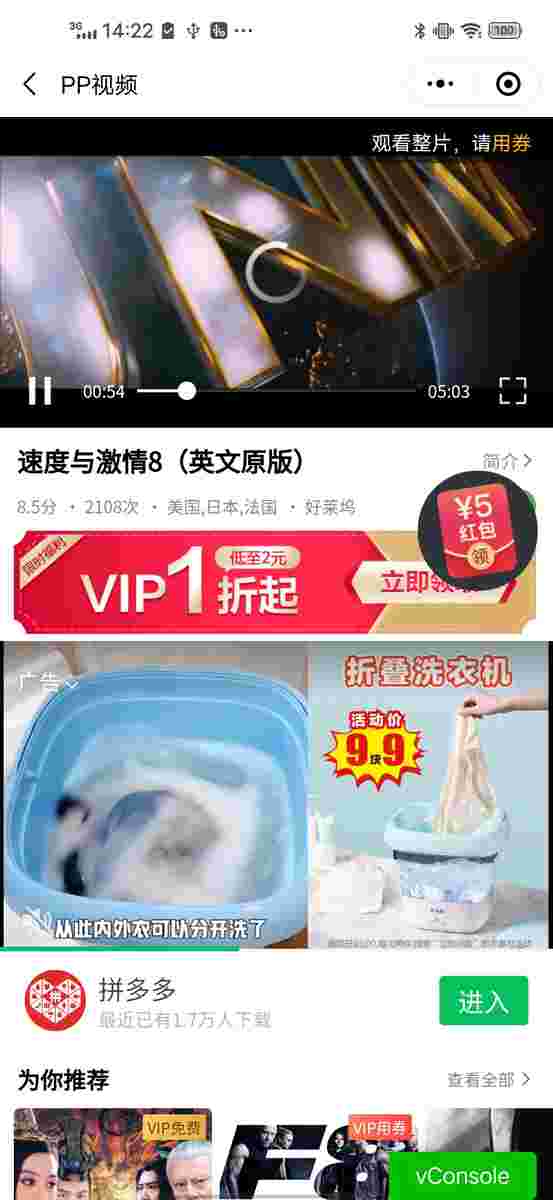 3G 14:22 100
PP视频
观看整片，请用券
00:54 05:03
速度与激情8（英文原版）
简介
8.5分 · 2108次 · 美国,日本,法国 · 好莱坞
¥5
红包
领
限时福利
VIP1折起
低至2元
立即领
广告
折叠洗衣机
活动价
9块9
从此内外衣可以分开洗了
拼多多
最近已有1.7万人下载
进入
为你推荐
查看全部
VIP免费
VIP用券
F8
vConsole